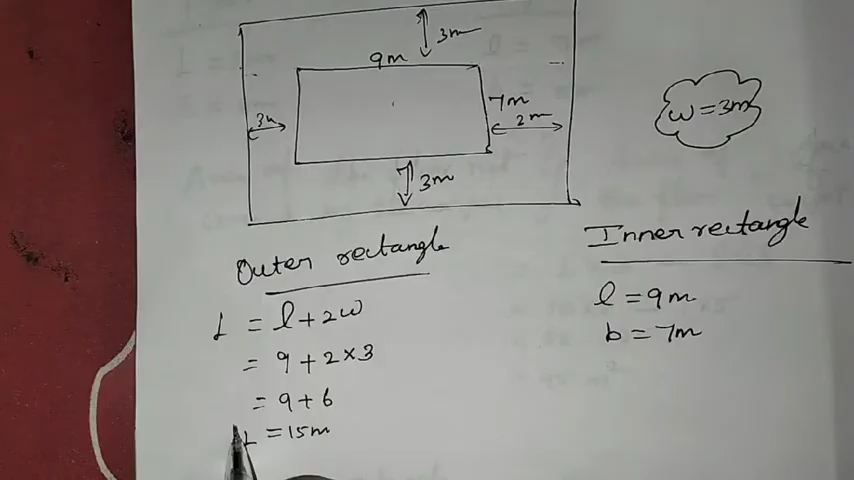 3m
9m
7m
3m
2m
3m
w = 3m
Outer rectangle
L = l + 2w
= 9 + 2 × 3
= 9 + 6
L = 15m
Inner rectangle
l = 9m
b = 7m